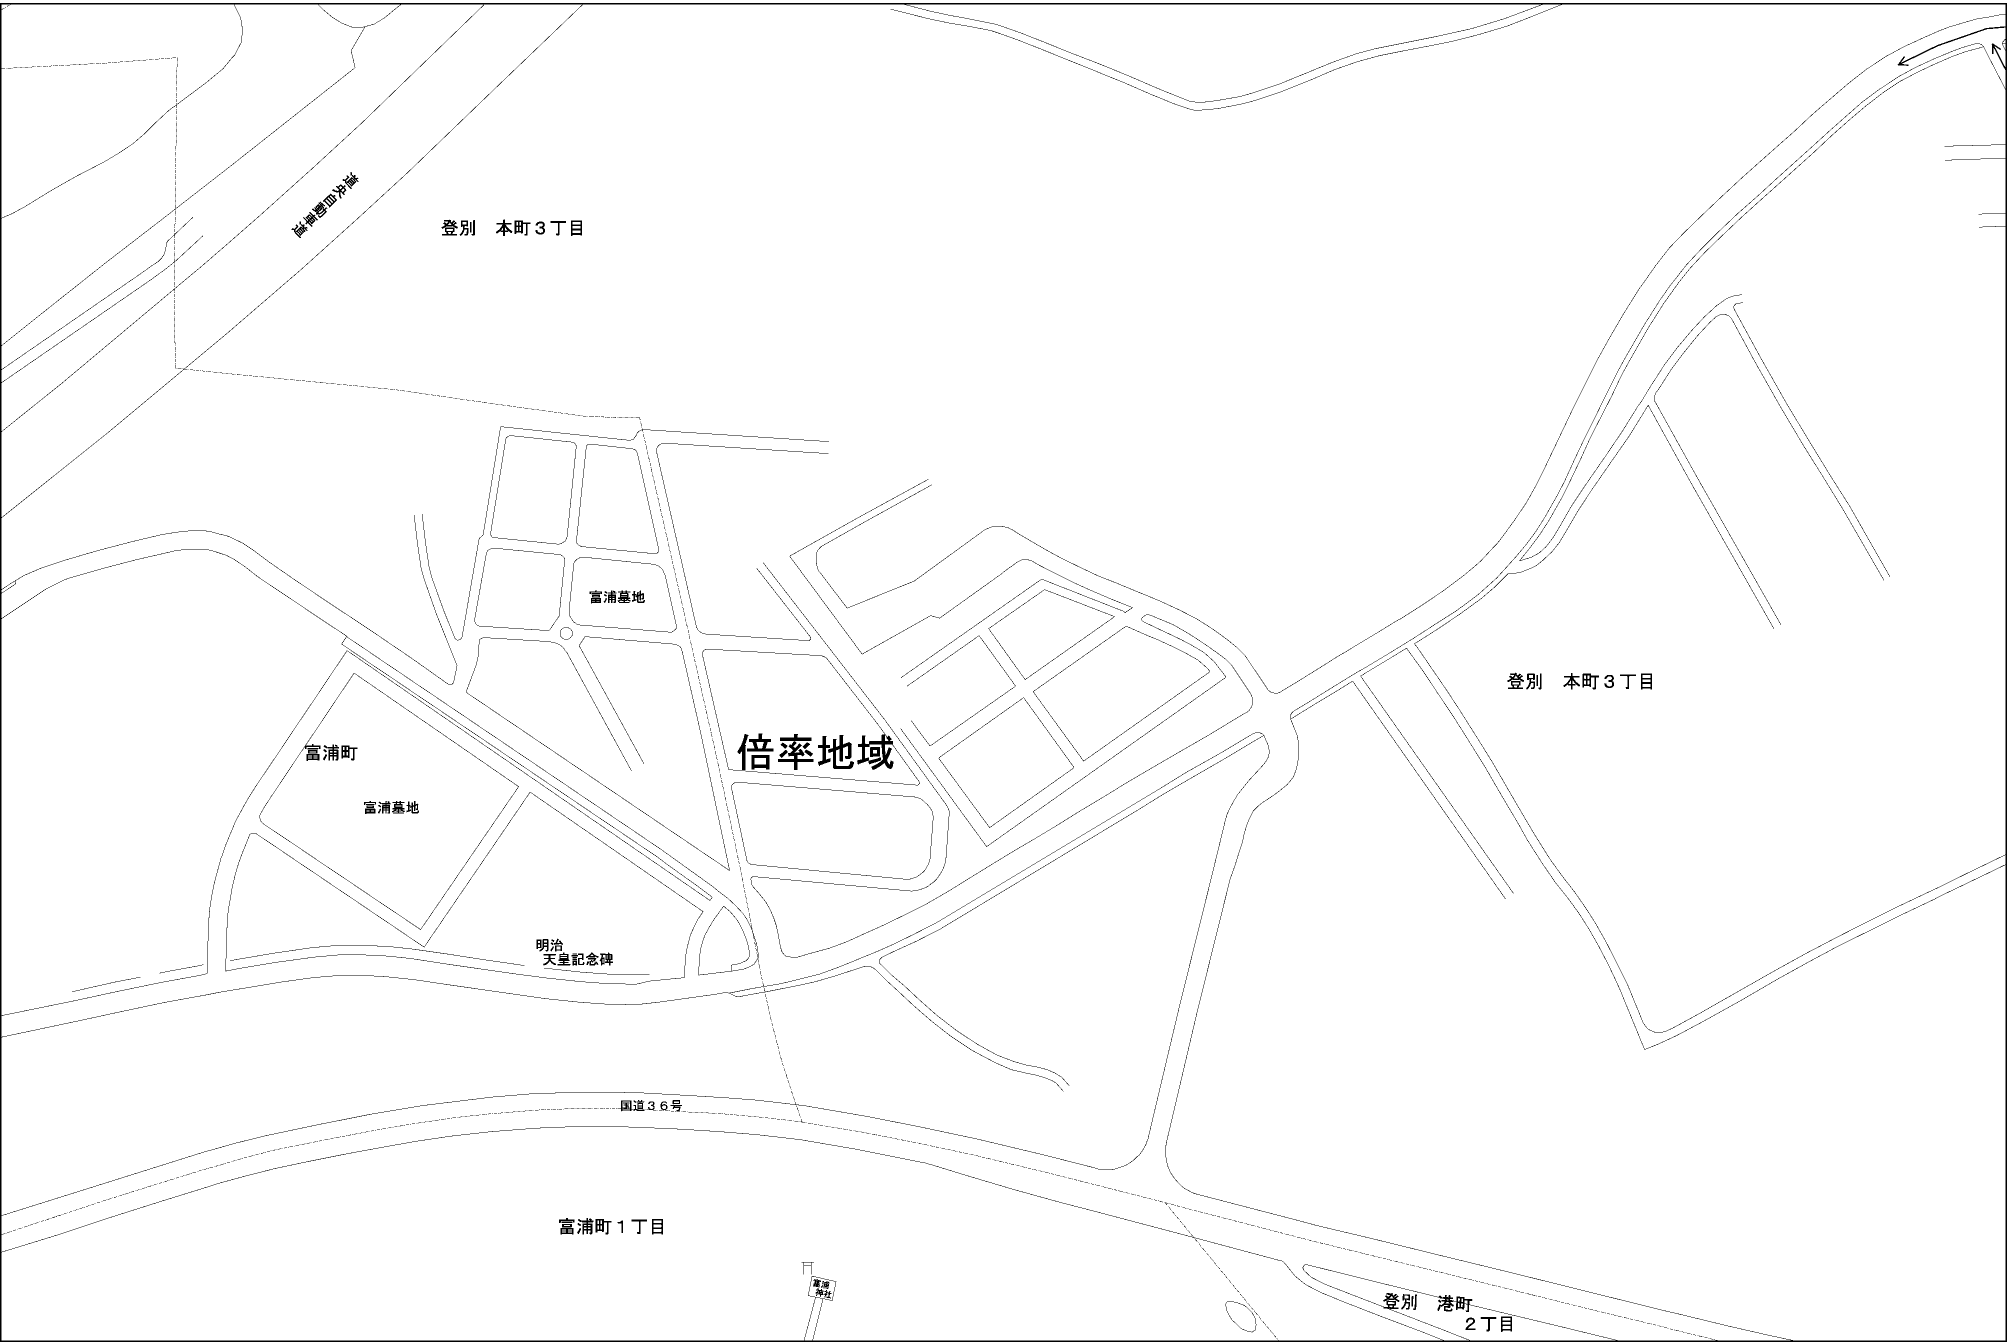 道央自動車道
登別　本町３丁目
富浦墓地
登別　本町３丁目
富浦町
倍率地域
富浦墓地
明治
天皇記念碑
国道３６号
富浦町１丁目
富浦
神社
登別　港町
２丁目